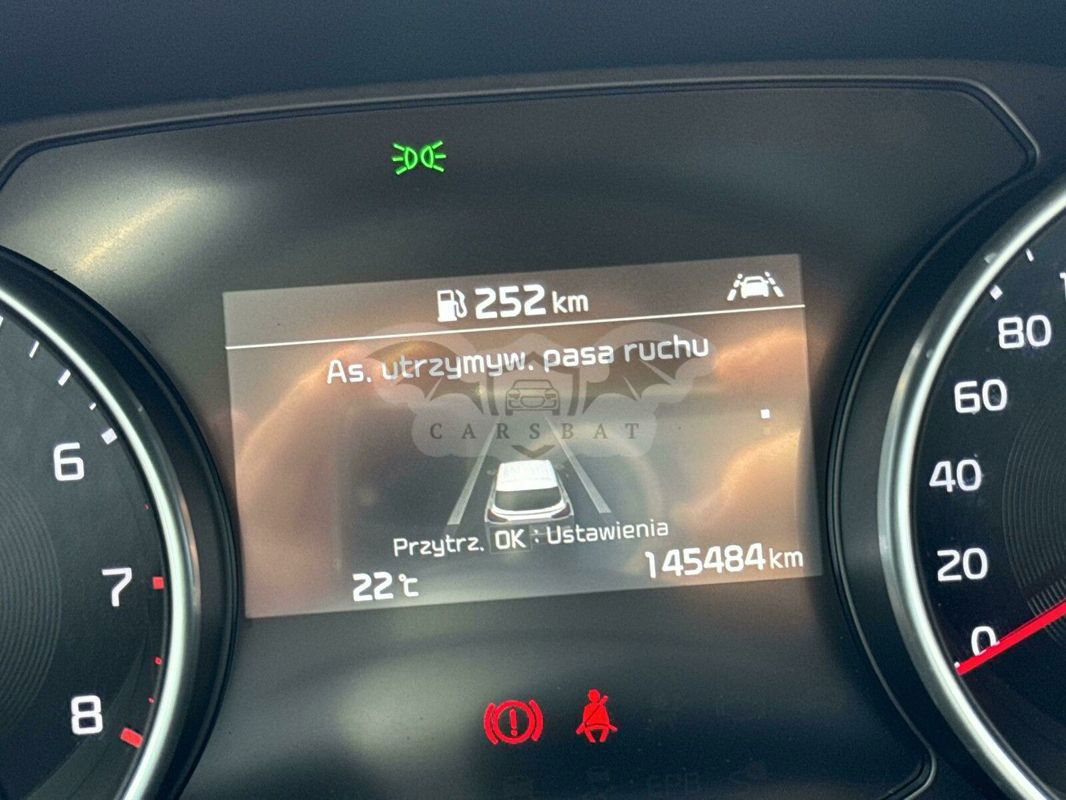 252 km
As. utrzymyw. pasa ruchu
CARSBAT
Przytrz. OK : Ustawienia
22°C
145484 km
6
7
8
80
60
40
20
0